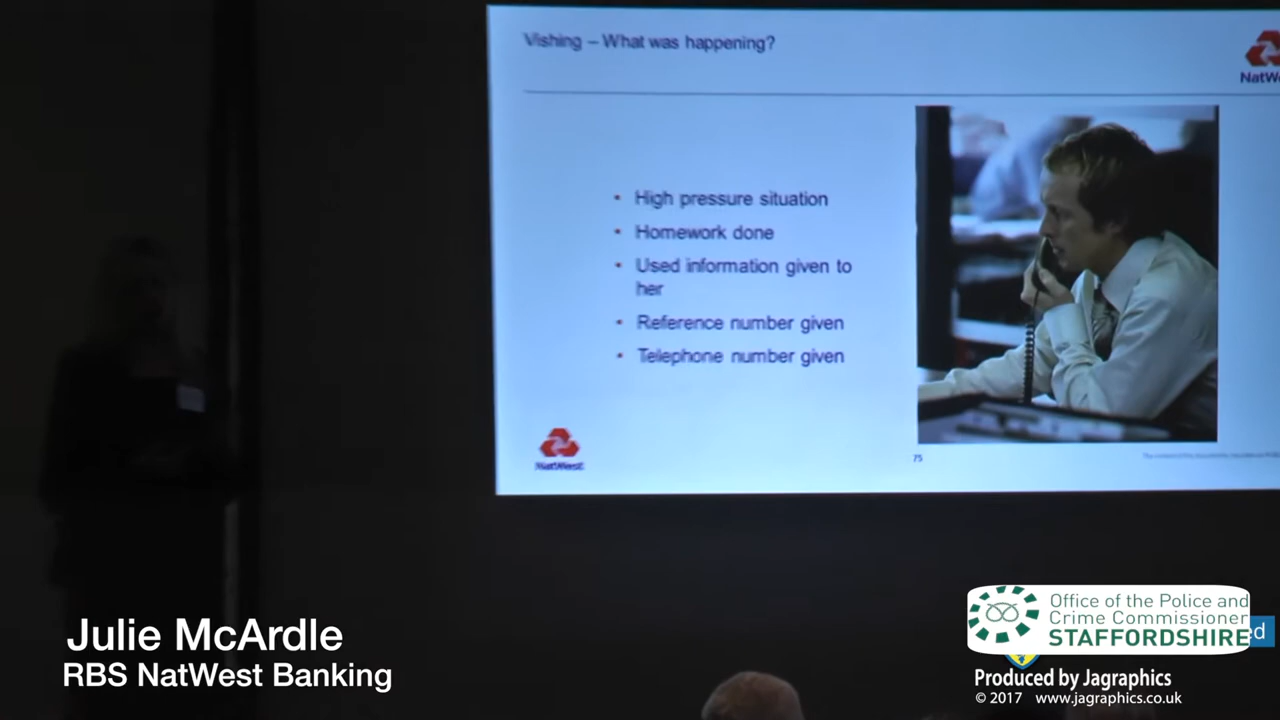 Vishing – What was happening?
NatWe
• High pressure situation
• Homework done
• Used information given to
her
• Reference number given
• Telephone number given
NatWest
75
Julie McArdle
RBS NatWest Banking
Office of the Police and
Crime Commissioner
STAFFORDSHIRE
ed
Produced by Jagraphics
© 2017 www.jagraphics.co.uk